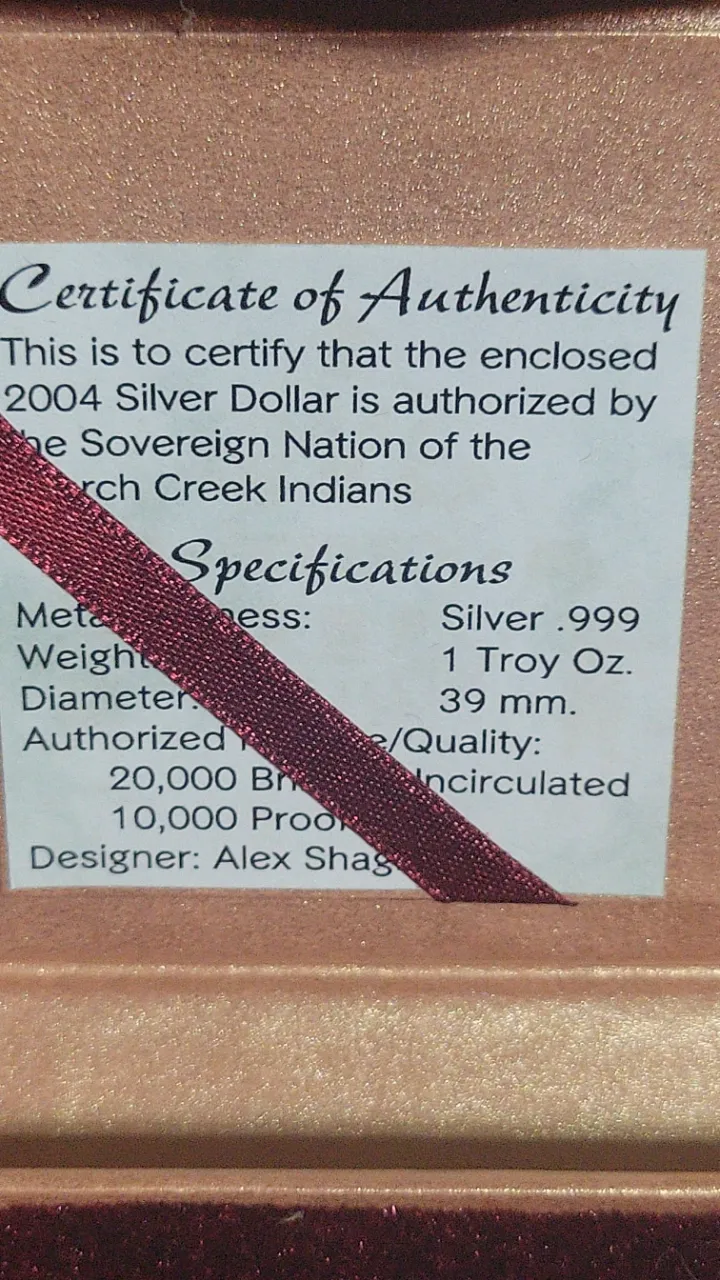 Certificate of Authenticity
This is to certify that the enclosed
2004 Silver Dollar is authorized by
Sovereign Nation of the
Creek Indians
Specifications
Silver .999
Weight 1 Troy Oz.
Diameter: 39 mm.
Authorized /Quality:
20,000
10,000 Proof
Designer: Alex